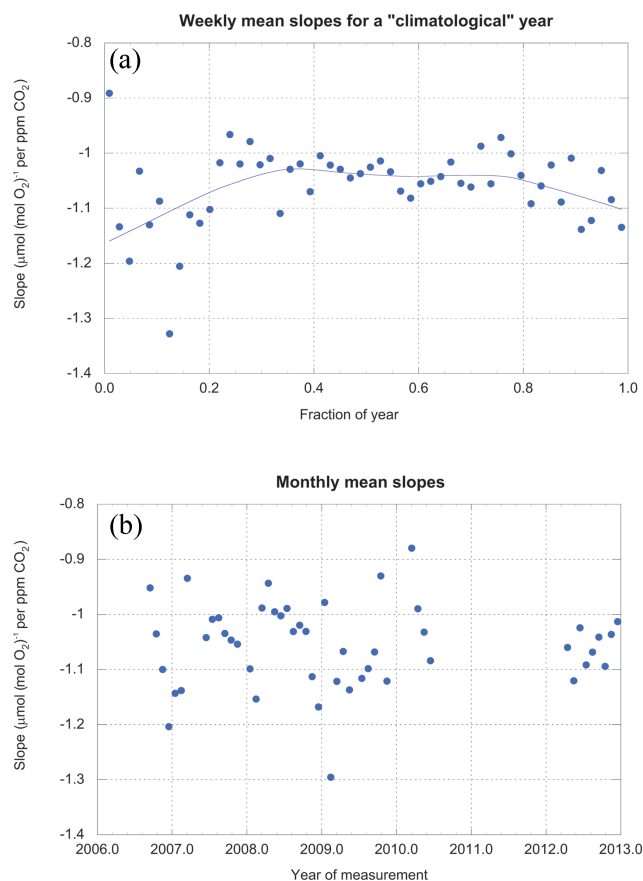 Weekly mean slopes for a "climatological" year
(a)
Slope (μmol (mol O₂)⁻¹ per ppm CO₂)
-0.8
-0.9
-1
-1.1
-1.2
-1.3
-1.4
0.0 0.2 0.4 0.6 0.8 1.0
Fraction of year
Monthly mean slopes
(b)
Slope (μmol (mol O₂)⁻¹ per ppm CO₂)
-0.8
-0.9
-1
-1.1
-1.2
-1.3
-1.4
2006.0 2007.0 2008.0 2009.0 2010.0 2011.0 2012.0 2013.0
Year of measurement